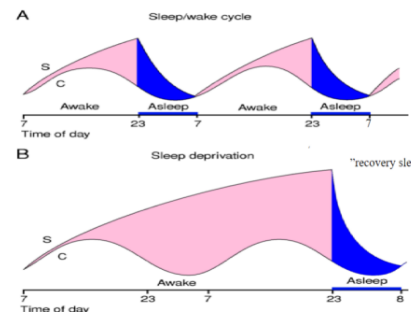 A
Sleep/wake cycle
S
C
Awake
Asleep
Awake
Asleep
7
23
7
23
7
Time of day
B
Sleep deprivation
"recovery sle
S
C
Awake
Asleep
7
23
7
23
8
Time of day